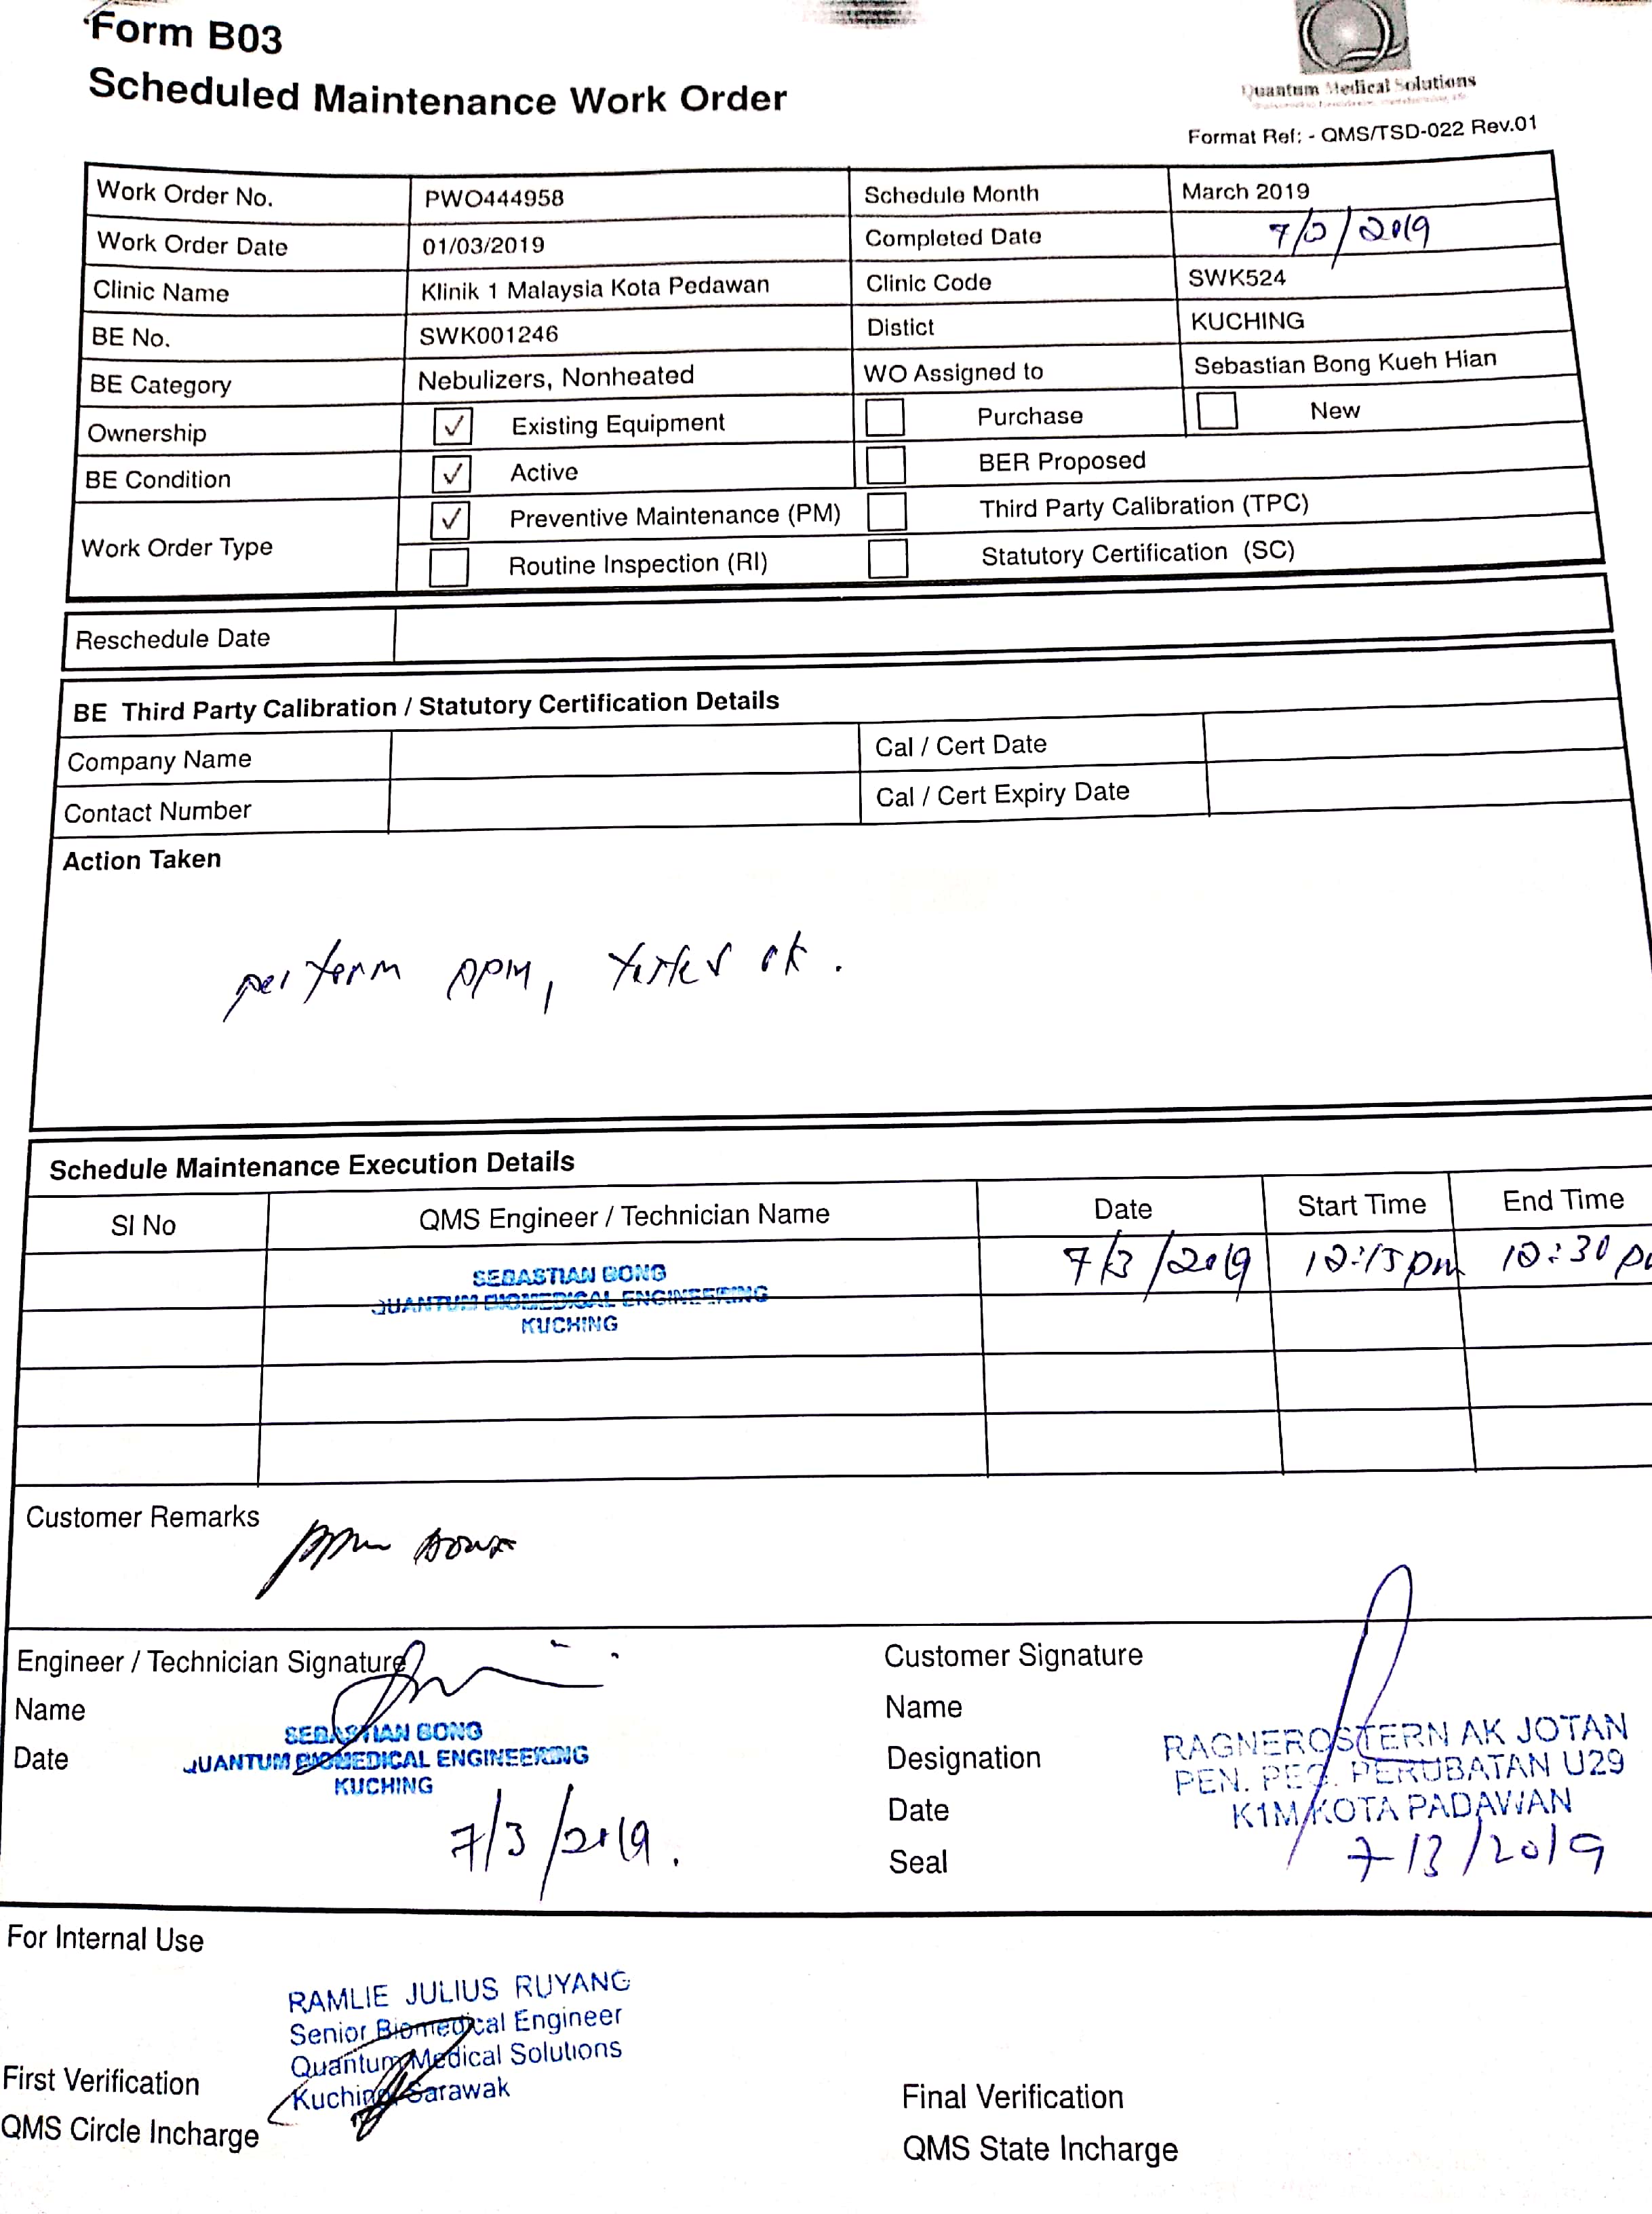 Form B03
Scheduled Maintenance Work Order
Quantum Medical Solutions
Format Ref: - QMS/TSD-022 Rev.01
Work Order No. PWO444958 Schedule Month March 2019
Work Order Date 01/03/2019 Completed Date 7/3/2019
Clinic Name Klinik 1 Malaysia Kota Pedawan Clinic Code SWK524
BE No. SWK001246 Distict KUCHING
BE Category Nebulizers, Nonheated WO Assigned to Sebastian Bong Kueh Hian
Ownership ✓ Existing Equipment Purchase New
BE Condition ✓ Active BER Proposed
Work Order Type ✓ Preventive Maintenance (PM) Third Party Calibration (TPC)
Routine Inspection (RI) Statutory Certification (SC)
Reschedule Date
BE Third Party Calibration / Statutory Certification Details
Company Name Cal / Cert Date
Contact Number Cal / Cert Expiry Date
Action Taken
perform ppm, tested ok.
Schedule Maintenance Execution Details
SI No QMS Engineer / Technician Name Date Start Time End Time
SEBASTIAN BONG 7/3/2019 12:15pm 12:30 p
QUANTUM BIOMEDICAL ENGINEERING
KUCHING
Customer Remarks
ppm done
Engineer / Technician Signature
Name
Date
SEBASTIAN BONG
QUANTUM BIOMEDICAL ENGINEERING
KUCHING
7/3/2019.
Customer Signature
Name
Designation
Date
Seal
RAGNEROSTERN AK JOTAN
PEN. PEG. PERUBATAN U29
K1M KOTA PADAWAN
7/3/2019
For Internal Use
RAMLIE JULIUS RUYANG
Senior Biomedical Engineer
Quantum Medical Solutions
Kuching Sarawak
First Verification
QMS Circle Incharge
Final Verification
QMS State Incharge